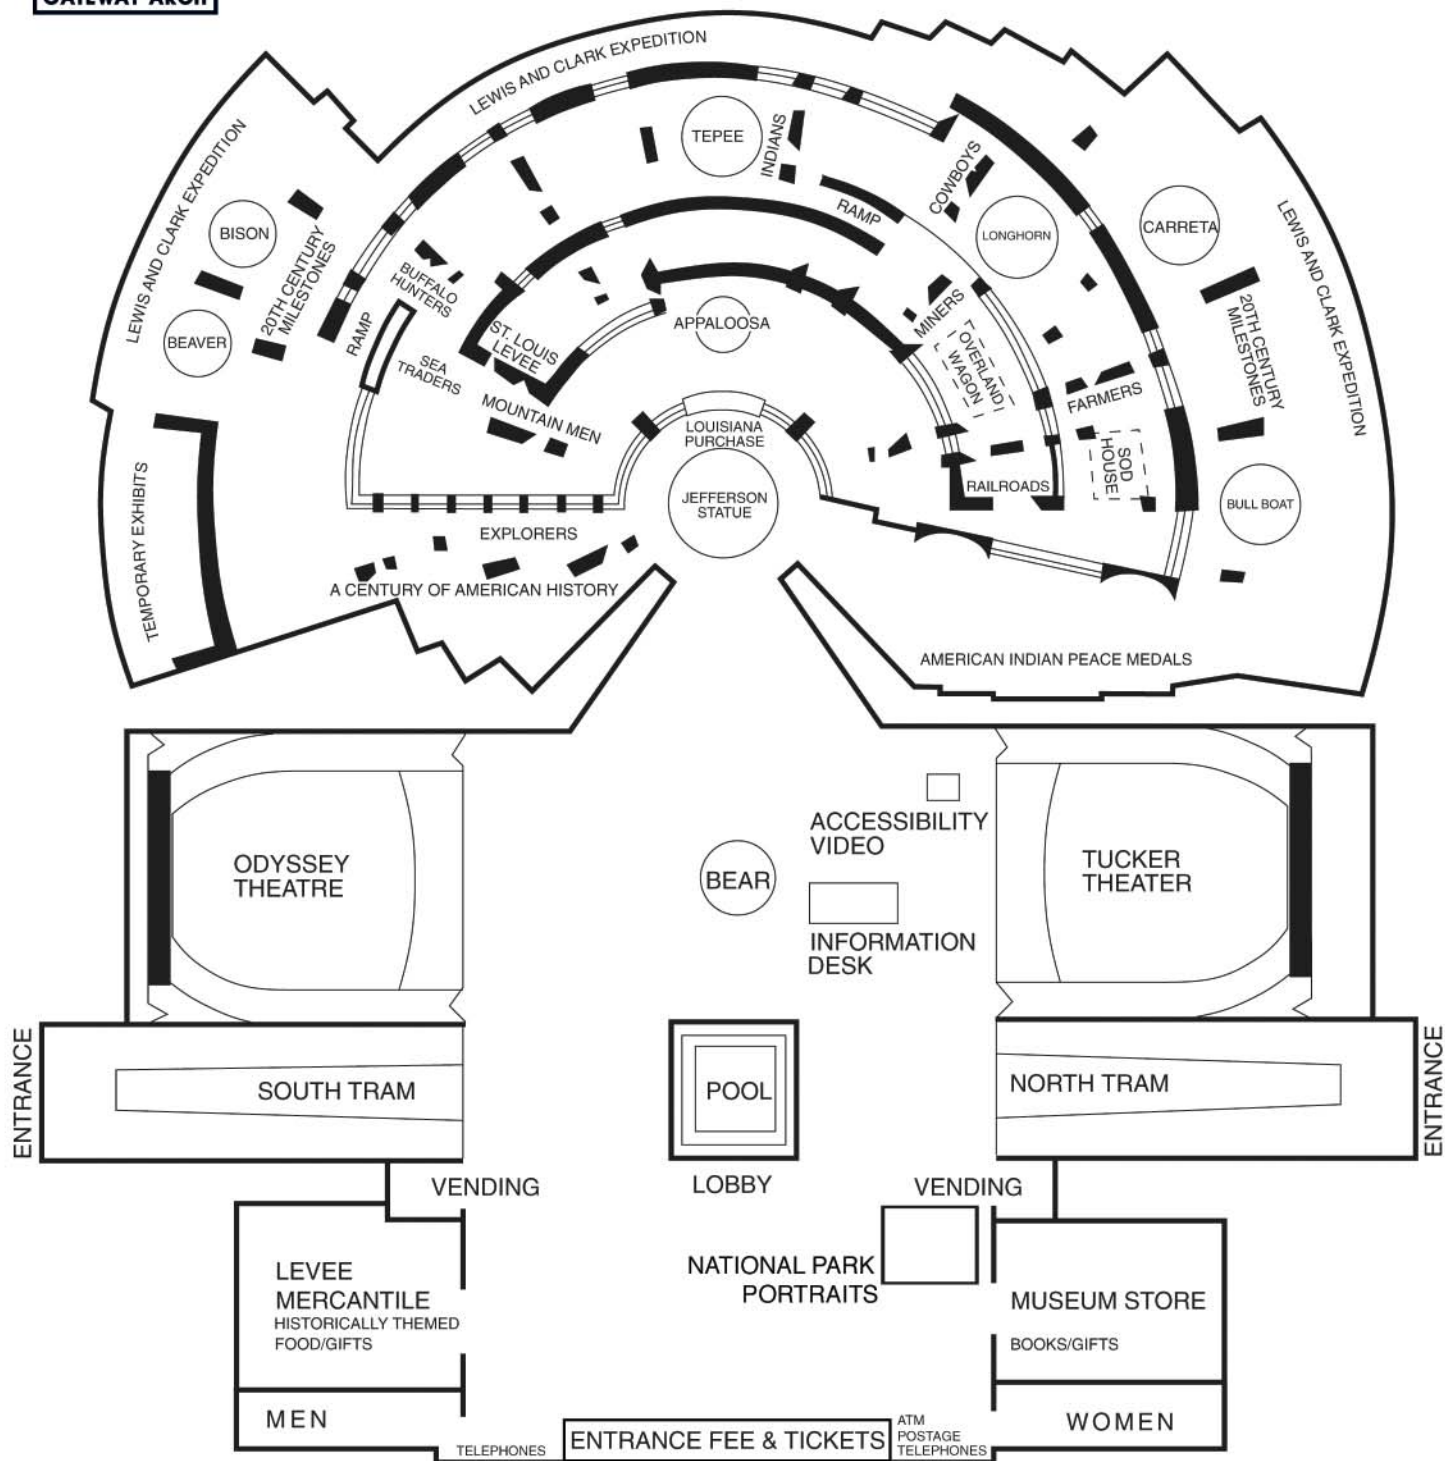 GATEWAY ARCH
LEWIS AND CLARK EXPEDITION
LEWIS AND CLARK EXPEDITION
LEWIS AND CLARK EXPEDITION
TEPEE
INDIANS
COWBOYS
RAMP
LONGHORN
CARRETA
BISON
20TH CENTURY
MILESTONES
BEAVER
BUFFALO
HUNTERS
RAMP
SEA
TRADERS
ST. LOUIS
LEVEE
APPALOOSA
MINERS
OVERLAND
WAGON
20TH CENTURY
MILESTONES
FARMERS
MOUNTAIN MEN
LOUISIANA
PURCHASE
SOD
HOUSE
RAILROADS
JEFFERSON
STATUE
BULL BOAT
TEMPORARY EXHIBITS
EXPLORERS
A CENTURY OF AMERICAN HISTORY
AMERICAN INDIAN PEACE MEDALS
ODYSSEY
THEATRE
BEAR
ACCESSIBILITY
VIDEO
INFORMATION
DESK
TUCKER
THEATER
ENTRANCE
SOUTH TRAM
POOL
NORTH TRAM
ENTRANCE
VENDING
LOBBY
VENDING
LEVEE
MERCANTILE
HISTORICALLY THEMED
FOOD/GIFTS
NATIONAL PARK
PORTRAITS
MUSEUM STORE
BOOKS/GIFTS
MEN
WOMEN
TELEPHONES
ENTRANCE FEE & TICKETS
ATM
POSTAGE
TELEPHONES